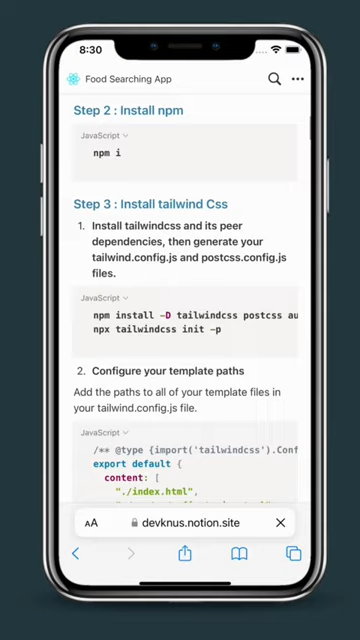 8:30
Food Searching App
Step 2 : Install npm
JavaScript
npm i
Step 3 : Install tailwind Css
1. Install tailwindcss and its peer
dependencies, then generate your
tailwind.config.js and postcss.config.js
files.
JavaScript
npm install -D tailwindcss postcss au
npx tailwindcss init -p
2. Configure your template paths
Add the paths to all of your template files in
your tailwind.config.js file.
JavaScript
/** @type {import('tailwindcss').Conf
export default {
content: [
"./index.html",
AA devknus.notion.site